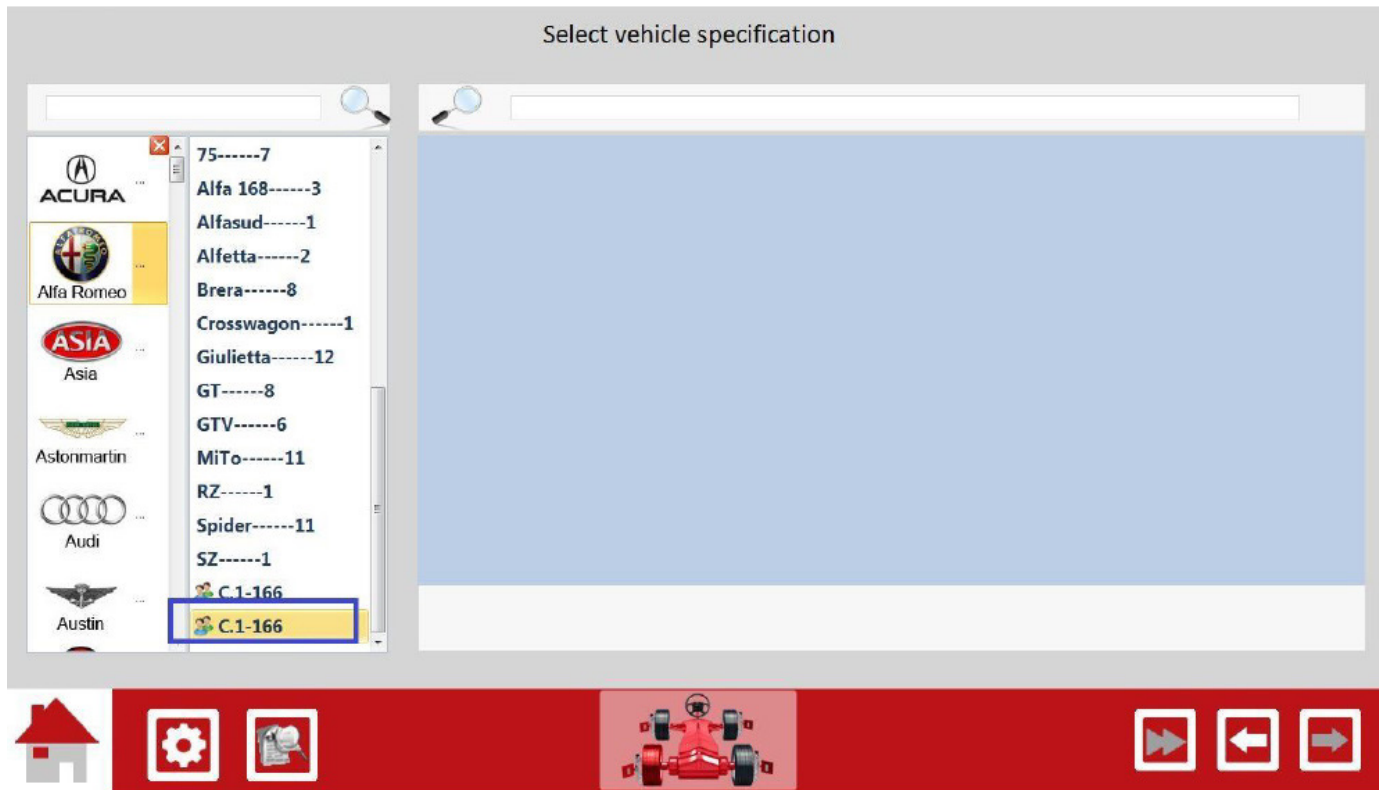 Select vehicle specification
ACURA
...
ALFA ROMEO
...
Alfa Romeo
ASIA
...
Asia
...
Astonmartin
...
Audi
...
Austin
75------7
Alfa 168------3
Alfasud------1
Alfetta------2
Brera------8
Crosswagon------1
Giulietta------12
GT------8
GTV------6
MiTo------11
RZ------1
Spider------11
SZ------1
C.1-166
C.1-166